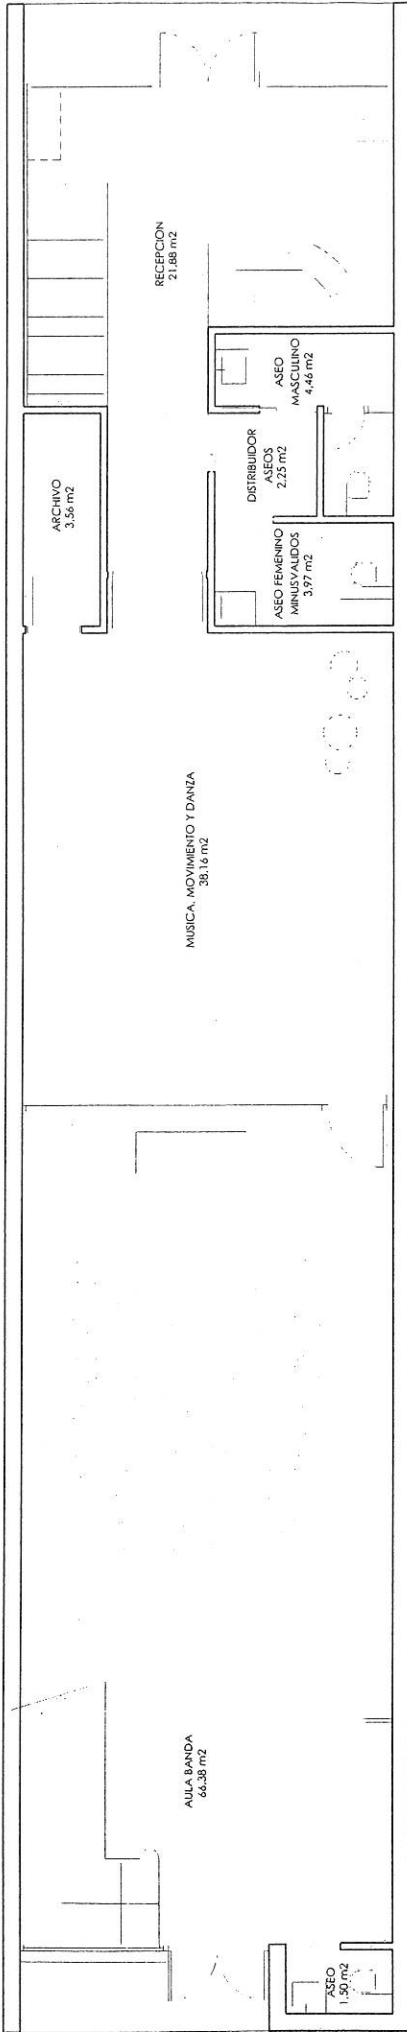 RECEPCION
21,88 m2
ASEO
MASCULINO
4,46 m2
DISTRIBUIDOR
ASEOS
2,25 m2
ARCHIVO
3,56 m2
ASEO FEMENINO
MINUSVALIDOS
3,97 m2
MUSICA, MOVIMIENTO Y DANZA
38,16 m2
AULA BANDA
66,38 m2
ASEO
1,50 m2